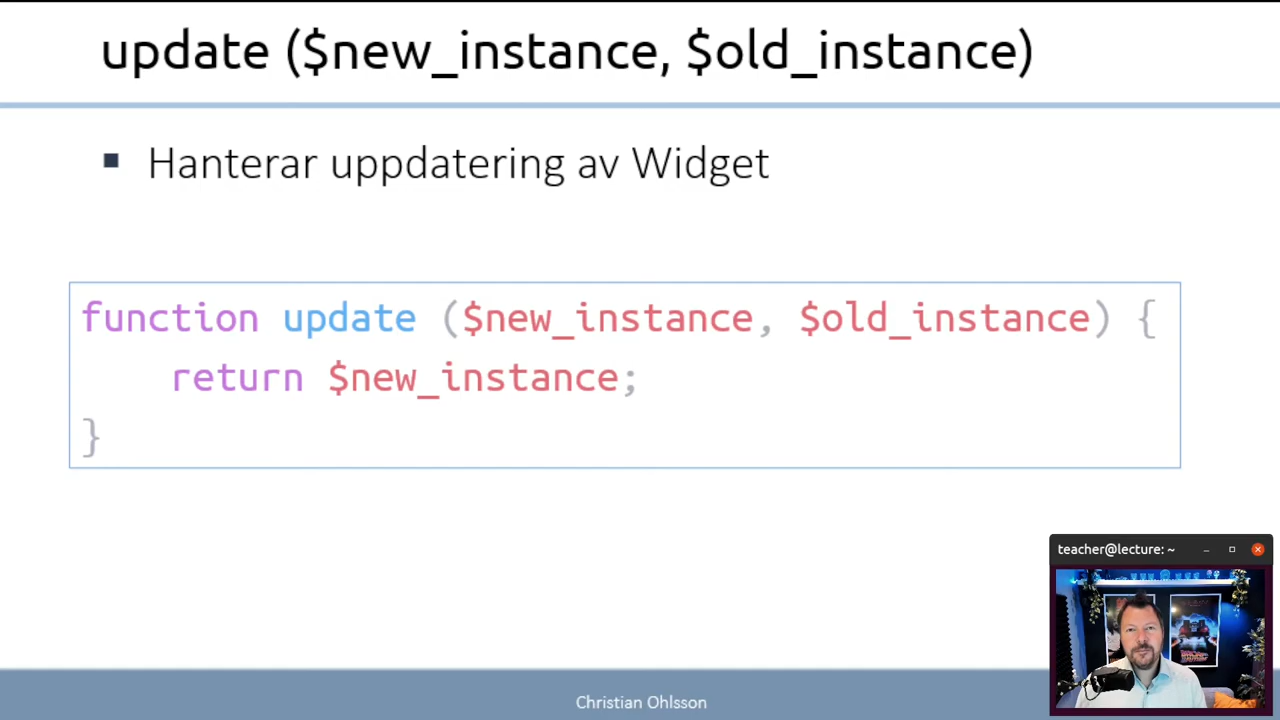 update ($new_instance, $old_instance)
▪ Hanterar uppdatering av Widget
function update ($new_instance, $old_instance) {
    return $new_instance;
}
teacher@lecture: ~
Christian Ohlsson